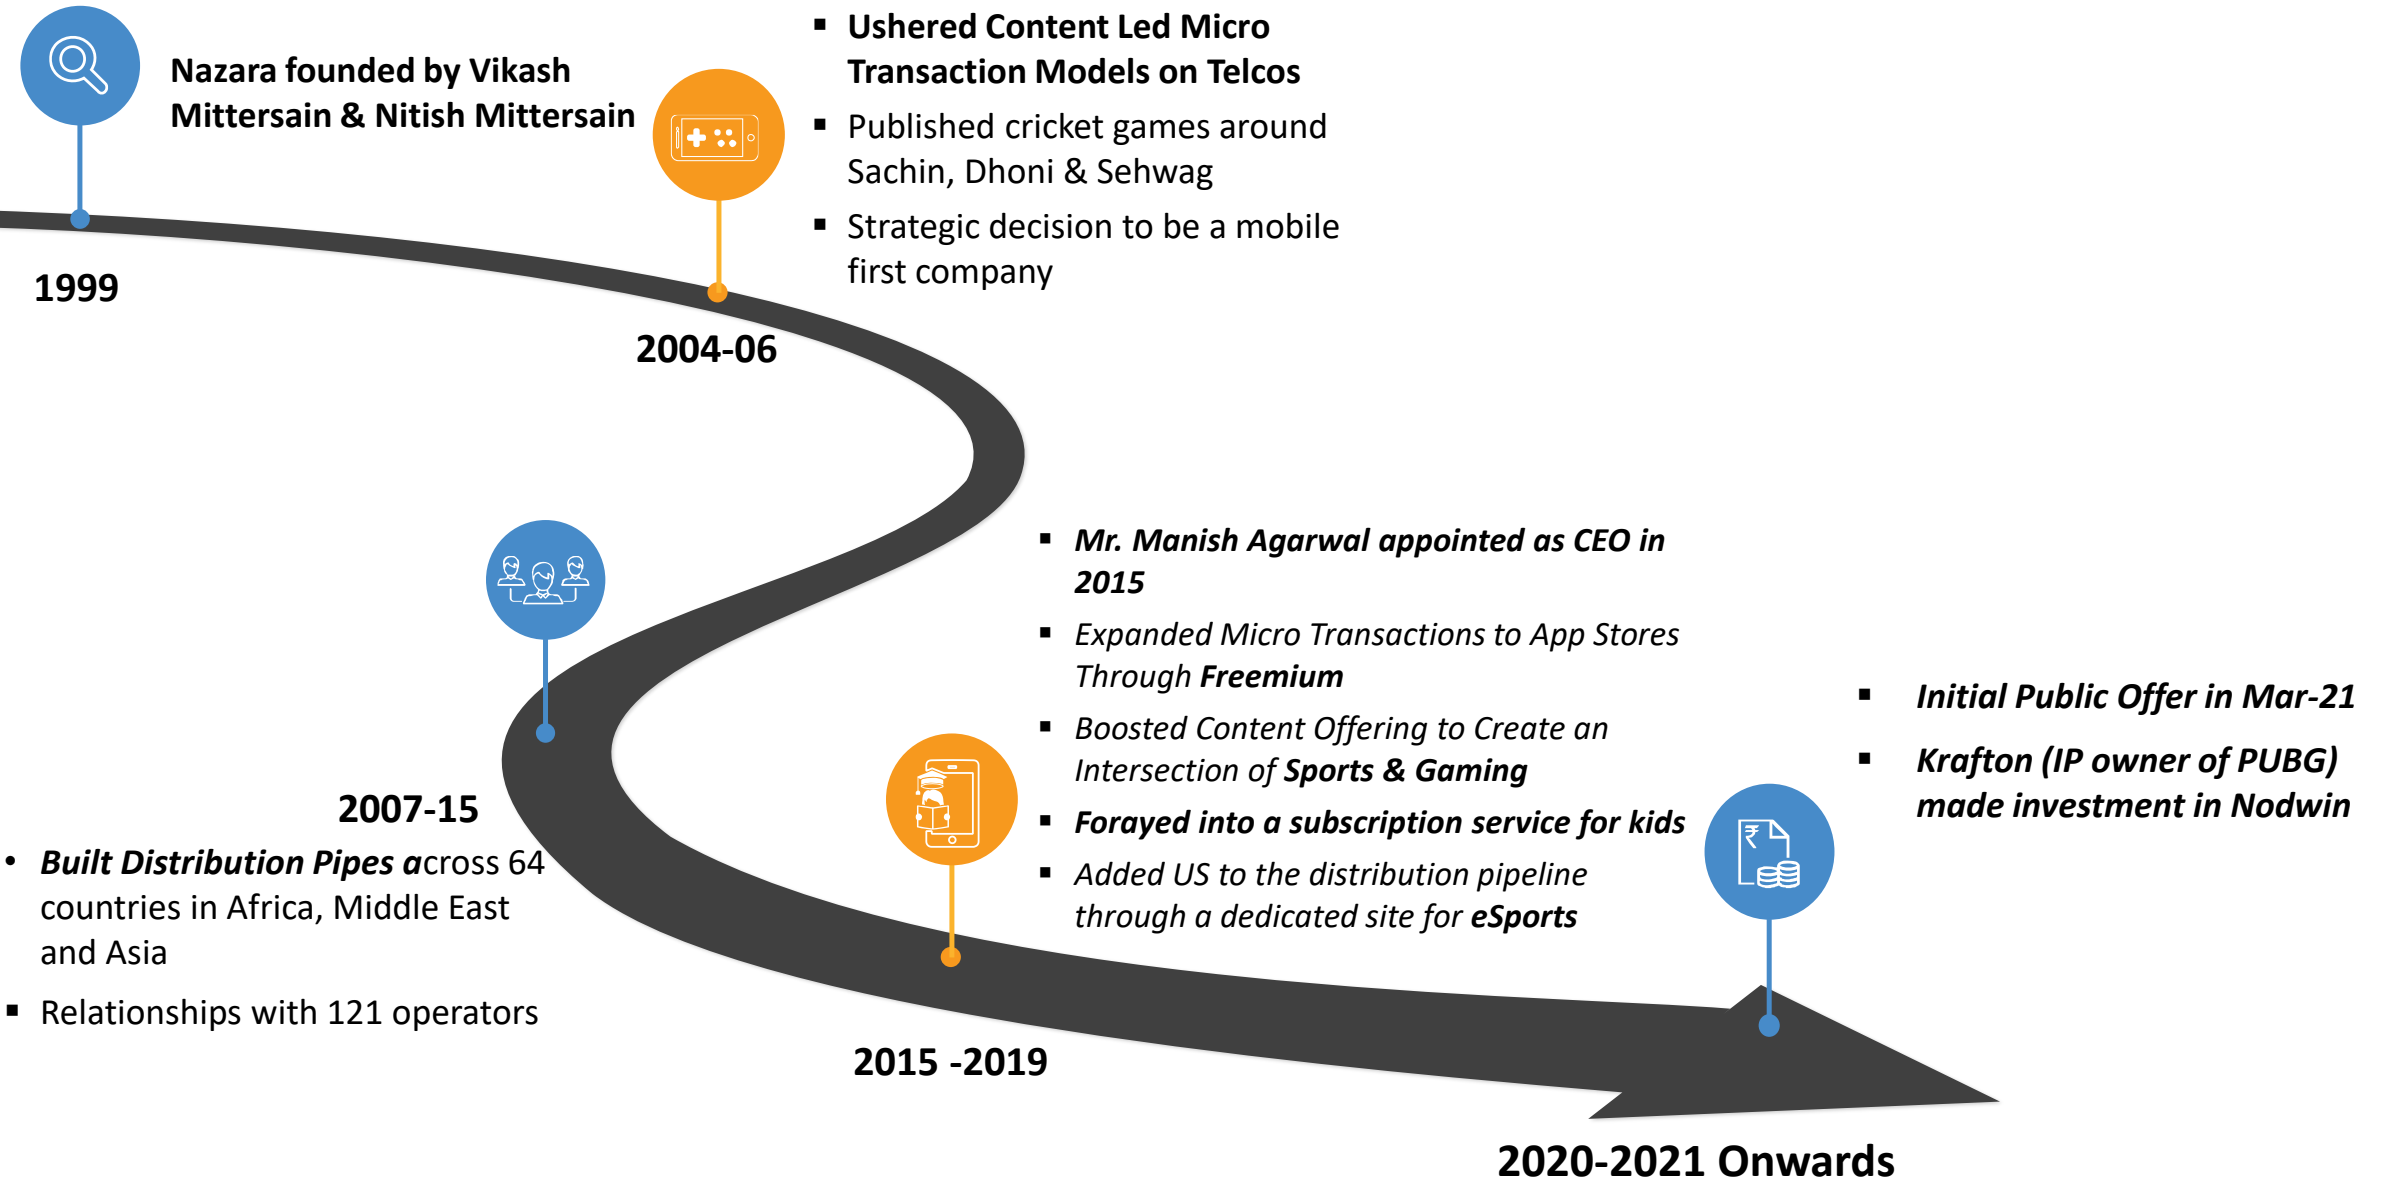 Nazara founded by Vikash
Mittersain & Nitish Mittersain
1999
▪ Ushered Content Led Micro
Transaction Models on Telcos
▪ Published cricket games around
Sachin, Dhoni & Sehwag
▪ Strategic decision to be a mobile
first company
2004-06
2007-15
• Built Distribution Pipes across 64
countries in Africa, Middle East
and Asia
▪ Relationships with 121 operators
▪ Mr. Manish Agarwal appointed as CEO in
2015
▪ Expanded Micro Transactions to App Stores
Through Freemium
▪ Boosted Content Offering to Create an
Intersection of Sports & Gaming
▪ Forayed into a subscription service for kids
▪ Added US to the distribution pipeline
through a dedicated site for eSports
2015 -2019
▪ Initial Public Offer in Mar-21
▪ Krafton (IP owner of PUBG)
made investment in Nodwin
₹
2020-2021 Onwards